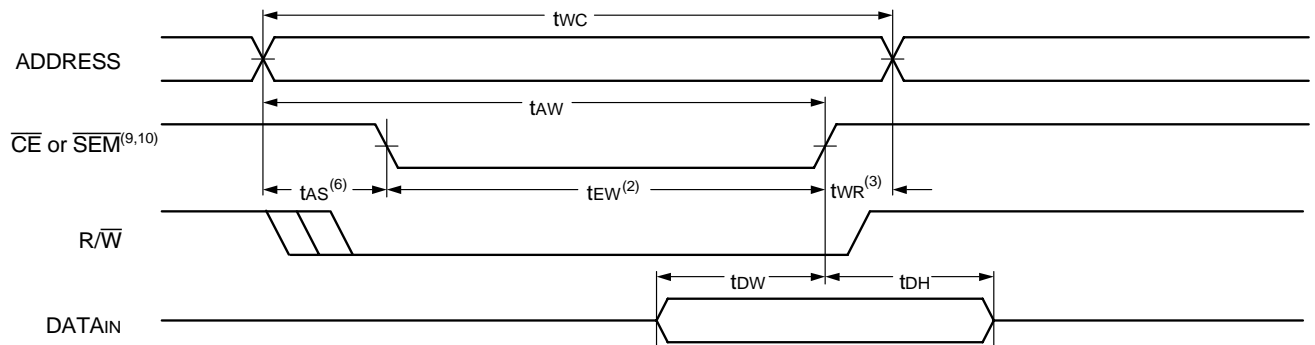 tWC
ADDRESS
tAW
CE or SEM(9,10)
tAS(6)
tEW(2)
tWR(3)
R/W
tDW
tDH
DATAIN